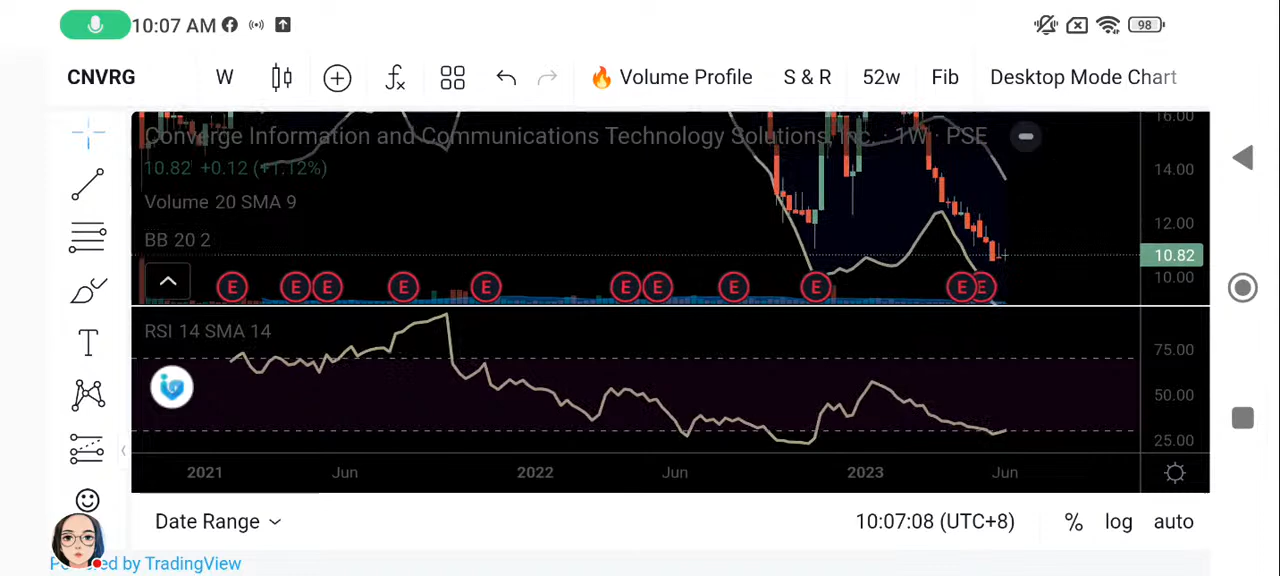 10:07 AM
98
CNVRG W Volume Profile S & R 52w Fib Desktop Mode Chart
Converge Information and Communications Technology Solutions, Inc. · 1W · PSE
16.00
10.82 +0.12 (+1.12%)
14.00
Volume 20 SMA 9
12.00
BB 20 2
10.82
10.00
E E E E E E E E E E E
RSI 14 SMA 14
75.00
50.00
25.00
2021 Jun 2022 Jun 2023 Jun
T
Date Range
10:07:08 (UTC+8) % log auto
ed by TradingView